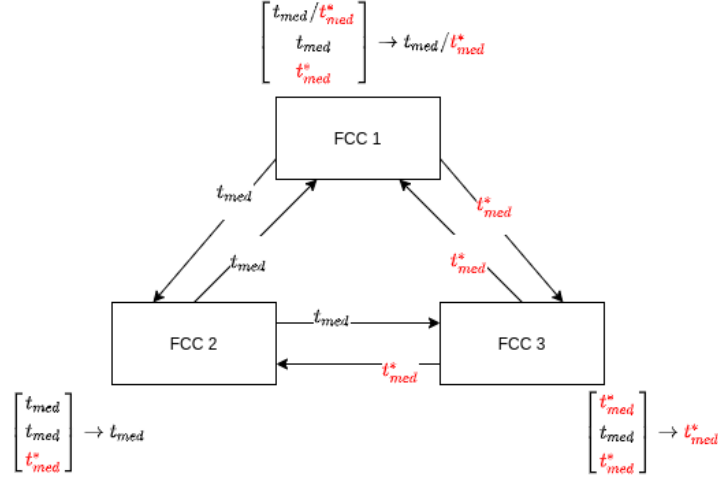 t_med/t*_med
t_med → t_med/t*_med
t*_med
FCC 1
t_med
t*_med
t_med
t*_med
FCC 2
t_med
FCC 3
t*_med
t_med
t_med → t_med
t*_med
t*_med
t_med → t*_med
t*_med